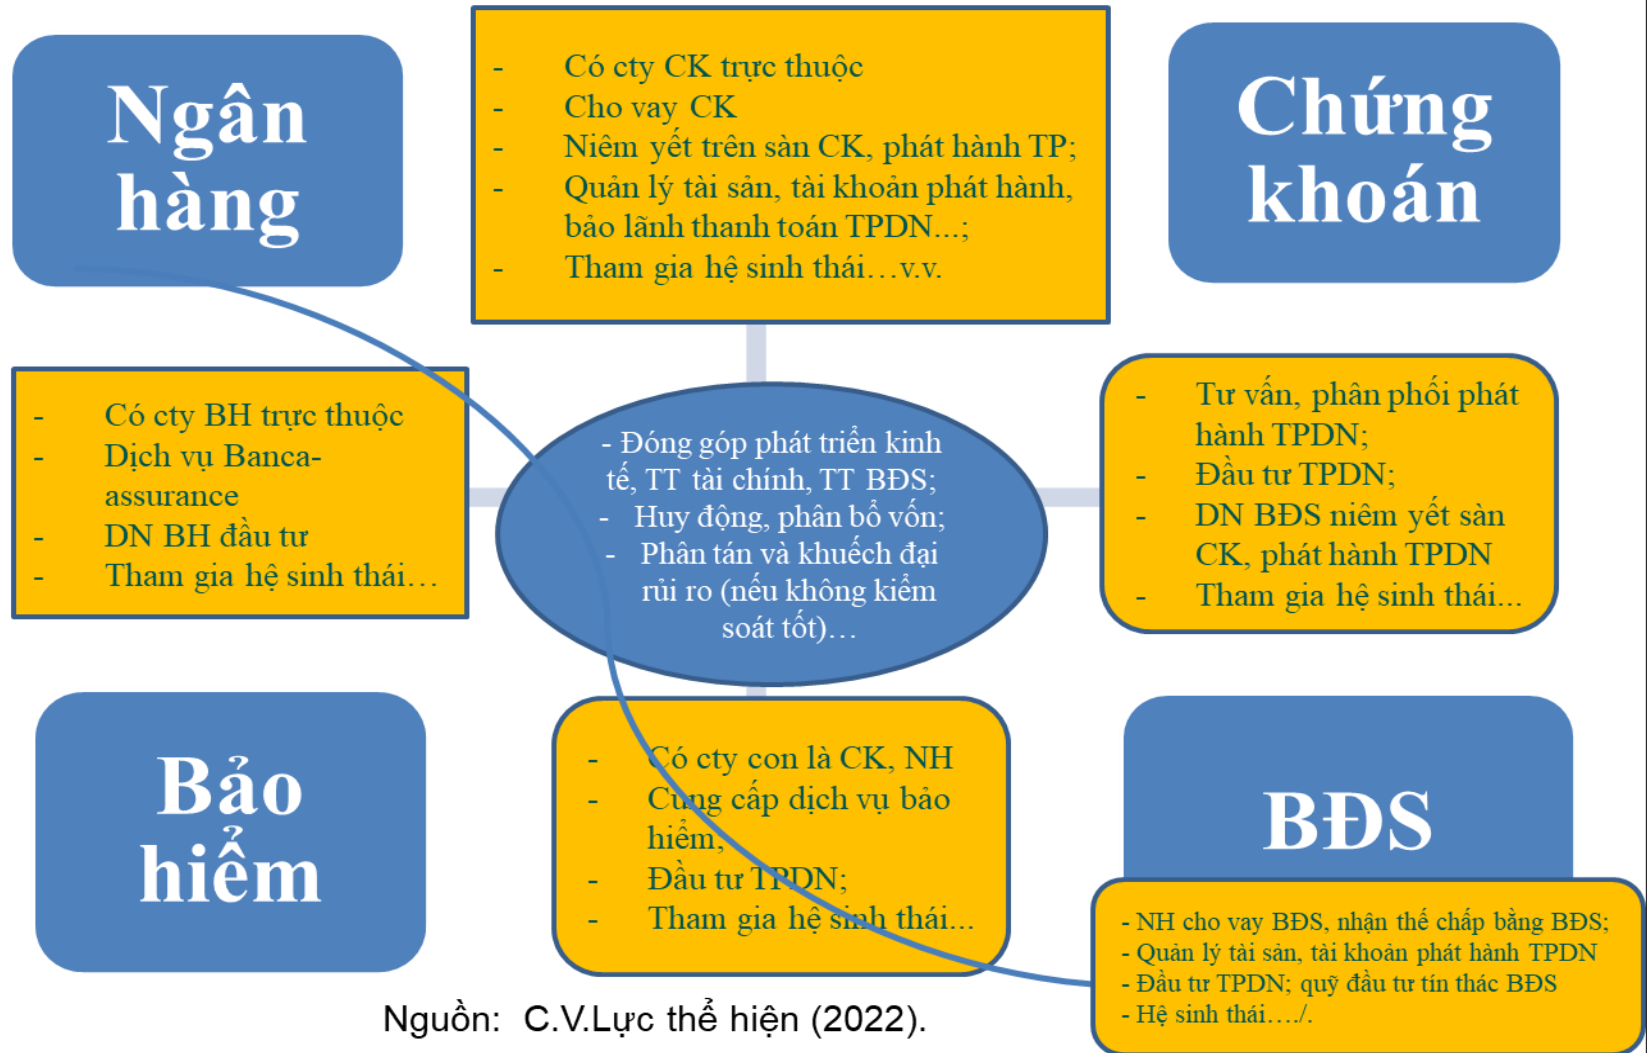 Ngân
hàng
- Có cty CK trực thuộc
- Cho vay CK
- Niêm yết trên sàn CK, phát hành TP;
- Quản lý tài sản, tài khoản phát hành,
bảo lãnh thanh toán TPDN...;
- Tham gia hệ sinh thái…v.v.
Chứng
khoán
- Có cty BH trực thuộc
- Dịch vụ Banca-
assurance
- DN BH đầu tư
- Tham gia hệ sinh thái…
- Đóng góp phát triển kinh
tế, TT tài chính, TT BĐS;
- Huy động, phân bổ vốn;
- Phân tán và khuếch đại
rủi ro (nếu không kiểm
soát tốt)…
- Tư vấn, phân phối phát
hành TPDN;
- Đầu tư TPDN;
- DN BĐS niêm yết sàn
CK, phát hành TPDN
- Tham gia hệ sinh thái...
Bảo
hiểm
- Có cty con là CK, NH
- Cung cấp dịch vụ bảo
hiểm;
- Đầu tư TPDN;
- Tham gia hệ sinh thái...
BĐS
- NH cho vay BĐS, nhận thế chấp bằng BĐS;
- Quản lý tài sản, tài khoản phát hành TPDN
- Đầu tư TPDN; quỹ đầu tư tín thác BĐS
- Hệ sinh thái…./.
Nguồn: C.V.Lực thể hiện (2022).